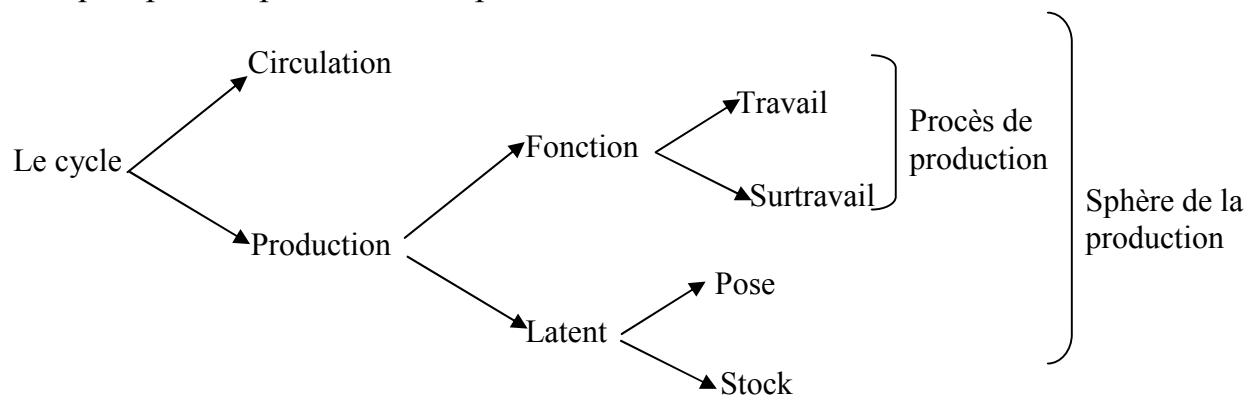 Circulation
Le cycle
Production
Fonction
Latent
Travail
Surtravail
Pose
Stock
Procès de
production
Sphère de la
production